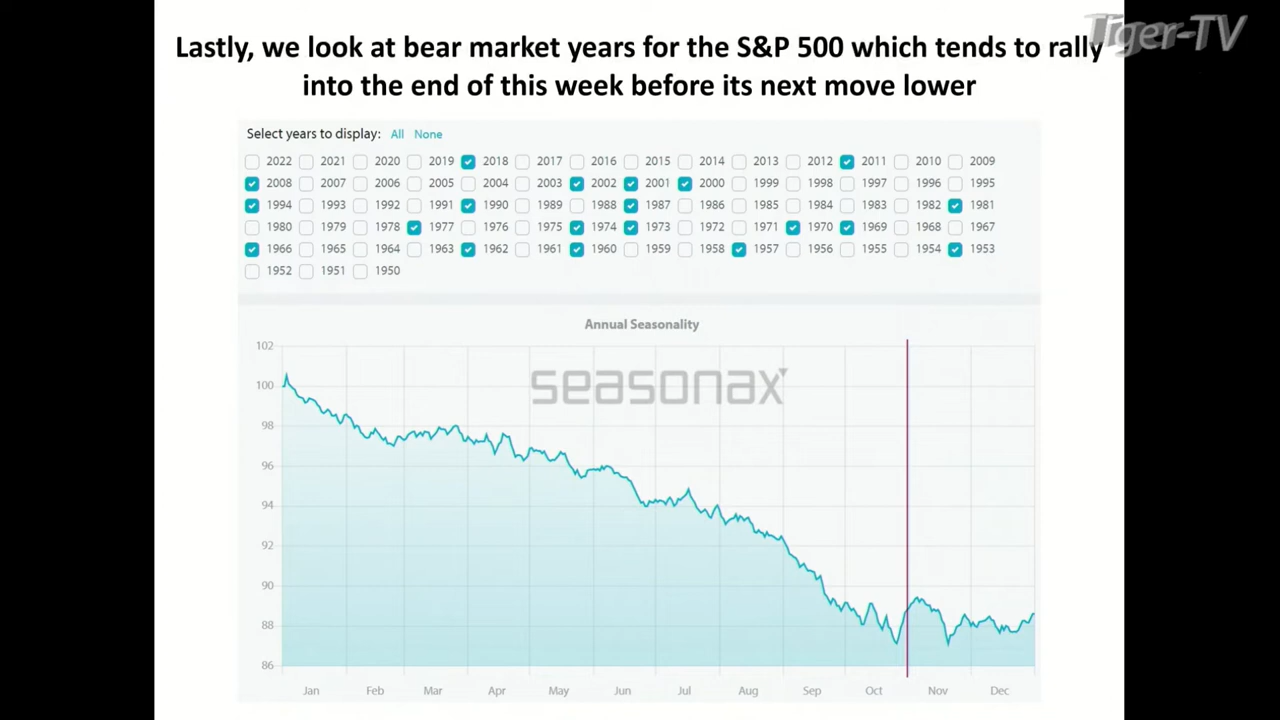 Tiger-TV
Lastly, we look at bear market years for the S&P 500 which tends to rally
into the end of this week before its next move lower
Select years to display: All None
2022 2021 2020 2019 2018 2017 2016 2015 2014 2013 2012 2011 2010 2009
2008 2007 2006 2005 2004 2003 2002 2001 2000 1999 1998 1997 1996 1995
1994 1993 1992 1991 1990 1989 1988 1987 1986 1985 1984 1983 1982 1981
1980 1979 1978 1977 1976 1975 1974 1973 1972 1971 1970 1969 1968 1967
1966 1965 1964 1963 1962 1961 1960 1959 1958 1957 1956 1955 1954 1953
1952 1951 1950
Annual Seasonality
seasonax
102
100
98
96
94
92
90
88
86
Jan Feb Mar Apr May Jun Jul Aug Sep Oct Nov Dec